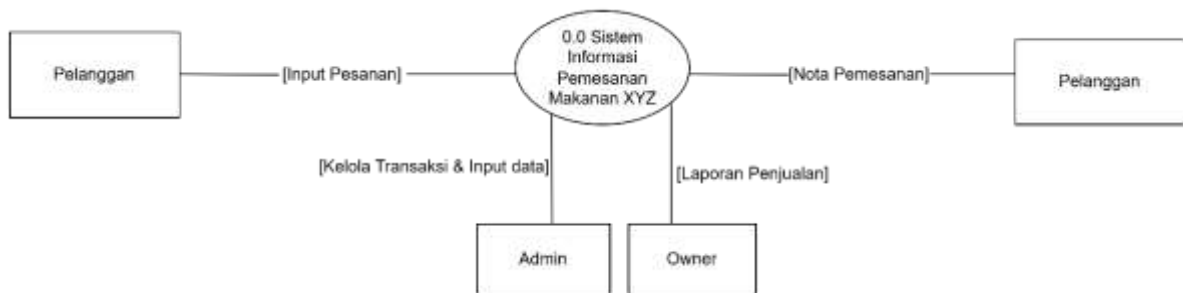 0.0 Sistem
Informasi
Pemesanan
Makanan XYZ
Pelanggan
[Input Pesanan]
[Nota Pemesanan]
Pelanggan
[Kelola Transaksi & Input data]
[Laporan Penjualan]
Admin
Owner